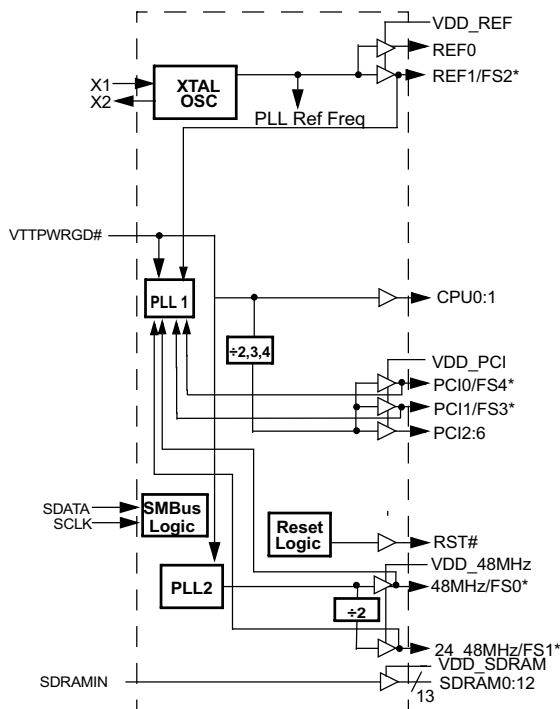 VDD_REF
REF0
X1
X2
XTAL
OSC
REF1/FS2*
PLL Ref Freq
VTTPWRGD#
PLL 1
CPU0:1
÷2,3,4
VDD_PCI
PCI0/FS4*
PCI1/FS3*
PCI2:6
SDATA
SCLK
SMBus
Logic
Reset
Logic
RST#
VDD_48MHz
PLL2
48MHz/FS0*
÷2
24_48MHz/FS1*
VDD_SDRAM
SDRAMIN
SDRAM0:12
13